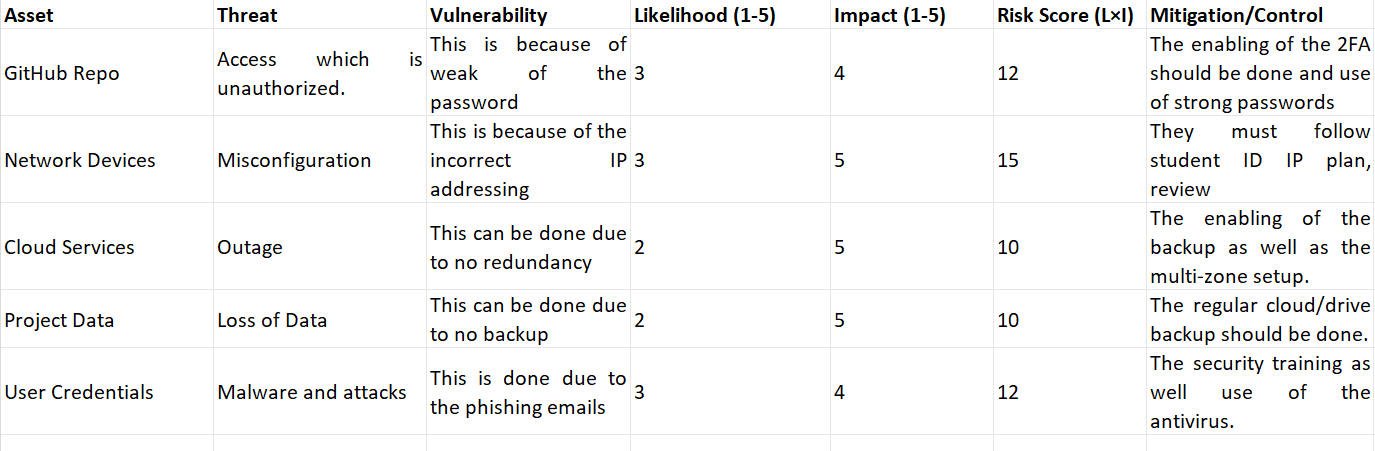 Asset Threat Vulnerability Likelihood (1-5) Impact (1-5) Risk Score (L×I) Mitigation/Control
GitHub Repo
Access which is
unauthorized.
This is because of
weak of the
password
3
4
12
The enabling of the 2FA
should be done and use
of strong passwords
Network Devices
Misconfiguration
This is because of the
incorrect IP
addressing
3
5
15
They must follow
student ID IP plan,
review
Cloud Services
Outage
This can be done due
to no redundancy
2
5
10
The enabling of the
backup as well as the
multi-zone setup.
Project Data
Loss of Data
This can be done due
to no backup
2
5
10
The regular cloud/drive
backup should be done.
User Credentials
Malware and attacks
This is done due to
the phishing emails
3
4
12
The security training as
well use of the
antivirus.